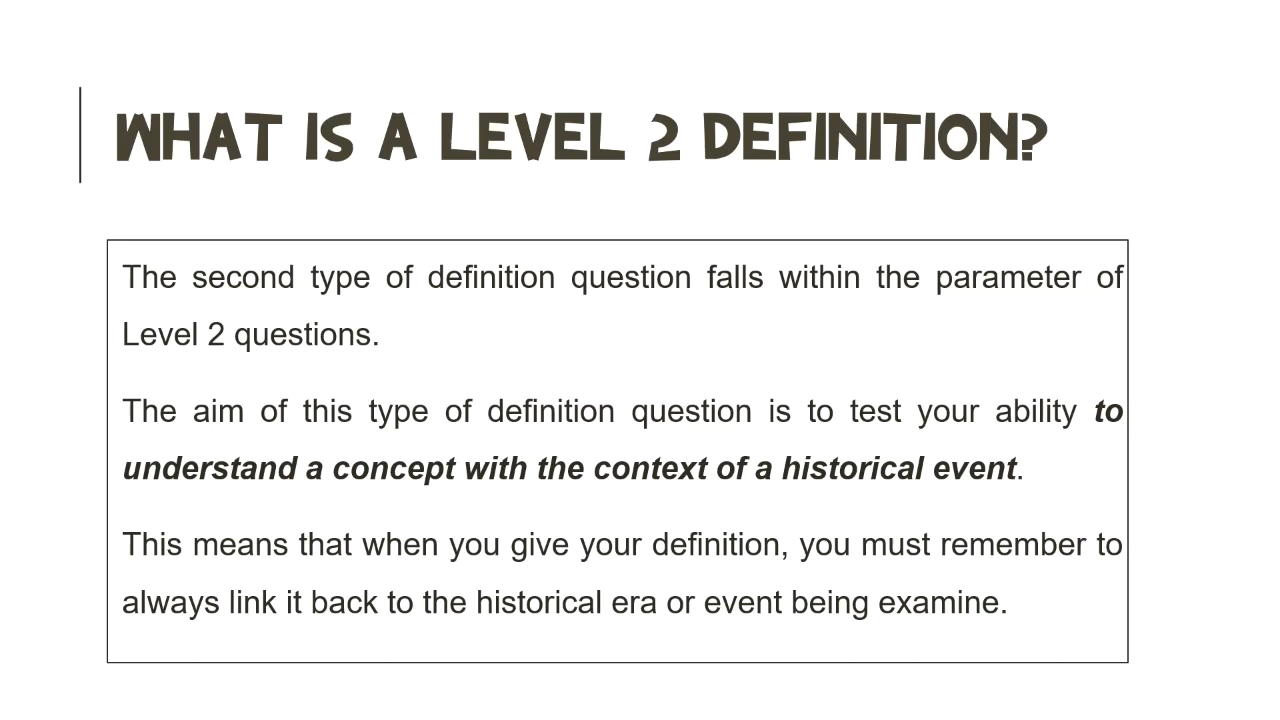 WHAT IS A LEVEL 2 DEFINITION?
The second type of definition question falls within the parameter of
Level 2 questions.
The aim of this type of definition question is to test your ability to
understand a concept with the context of a historical event.
This means that when you give your definition, you must remember to
always link it back to the historical era or event being examine.